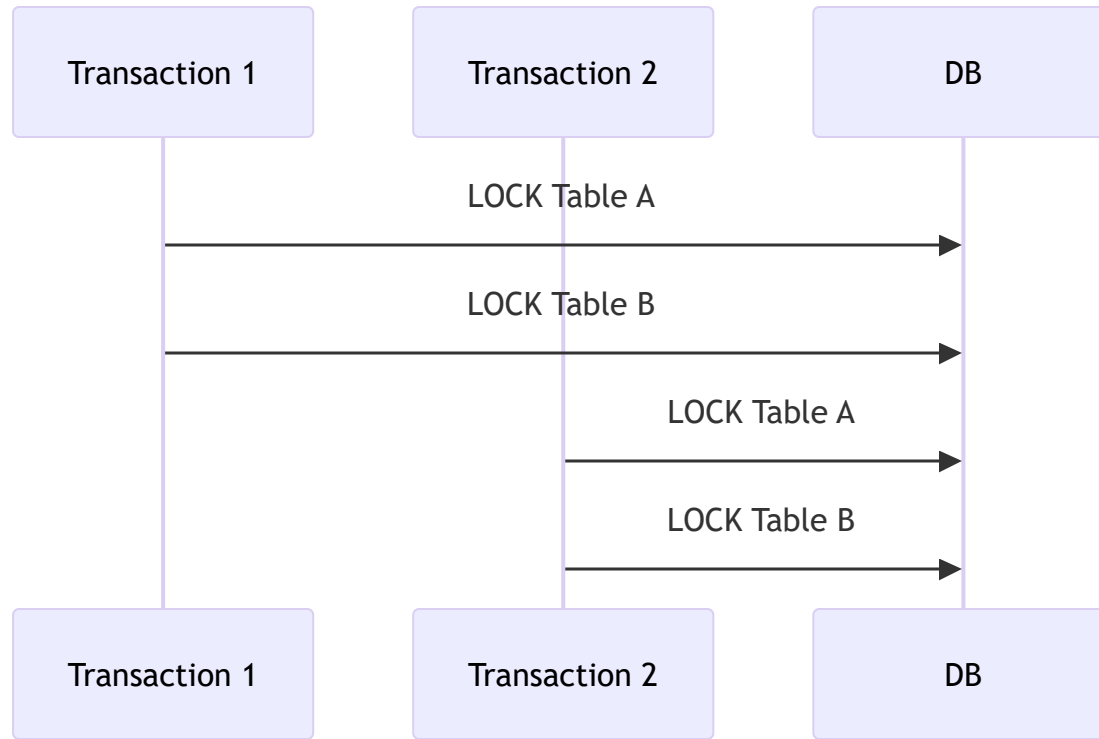 Transaction 1
Transaction 2
DB
LOCK Table A
LOCK Table B
LOCK Table A
LOCK Table B
Transaction 1
Transaction 2
DB